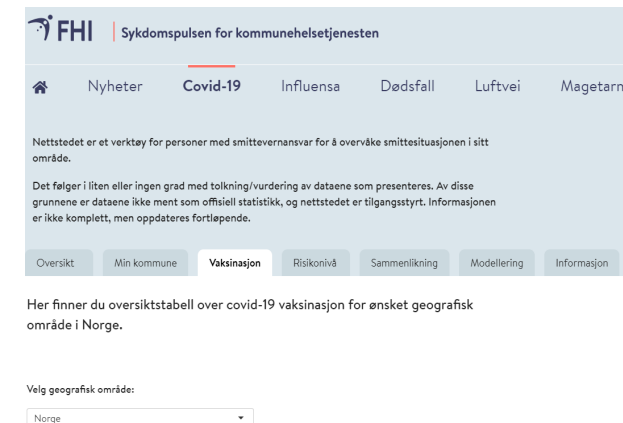 FHI Sykdomspulsen for kommunehelsetjenesten
Nyheter Covid-19 Influensa Dødsfall Luftvei Magetarm
Nettstedet er et verktøy for personer med smittevernansvar for å overvåke smittesituasjonen i sitt
område.
Det følger i liten eller ingen grad med tolkning/vurdering av dataene som presenteres. Av disse
grunnene er dataene ikke ment som offisiell statistikk, og nettstedet er tilgangsstyrt. Informasjonen
er ikke komplett, men oppdateres fortløpende.
Oversikt Min kommune Vaksinasjon Risikonivå Sammenlikning Modellering Informasjon
Her finner du oversiktstabell over covid-19 vaksinasjon for ønsket geografisk
område i Norge.
Velg geografisk område:
Norge